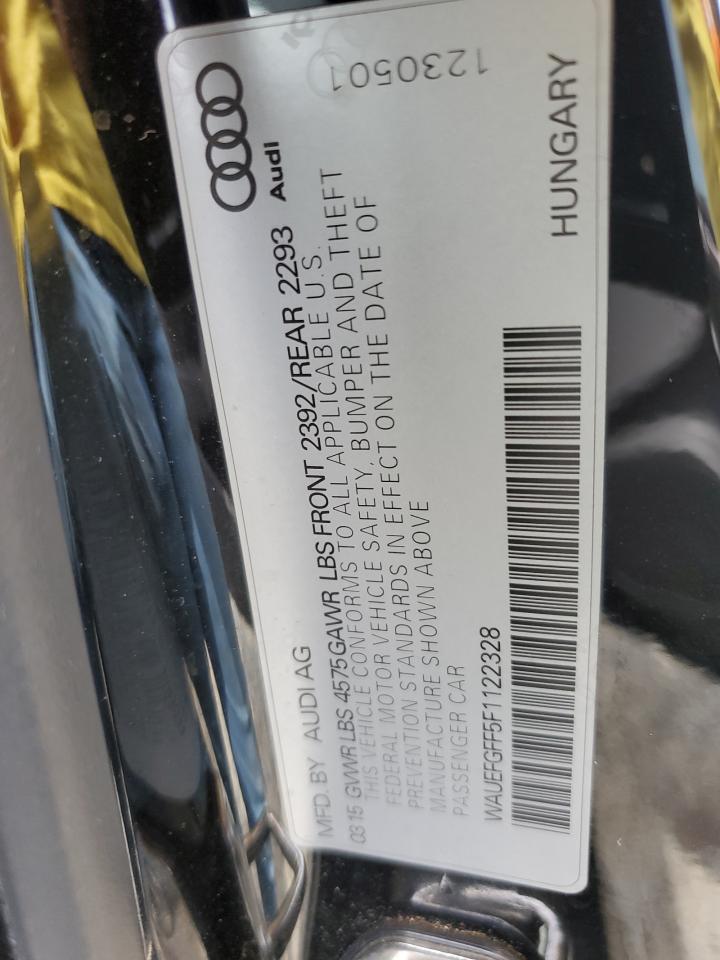 MFD. BY AUDI AG
Audi
0315 GVWR LBS 4575 GAWR LBS FRONT 2392/REAR 2293
THIS VEHICLE CONFORMS TO ALL APPLICABLE U.S.
FEDERAL MOTOR VEHICLE SAFETY, BUMPER AND THEFT
PREVENTION STANDARDS IN EFFECT ON THE DATE OF
MANUFACTURE SHOWN ABOVE
PASSENGER CAR
WAUEFGFF5F1122328
HUNGARY
1230501